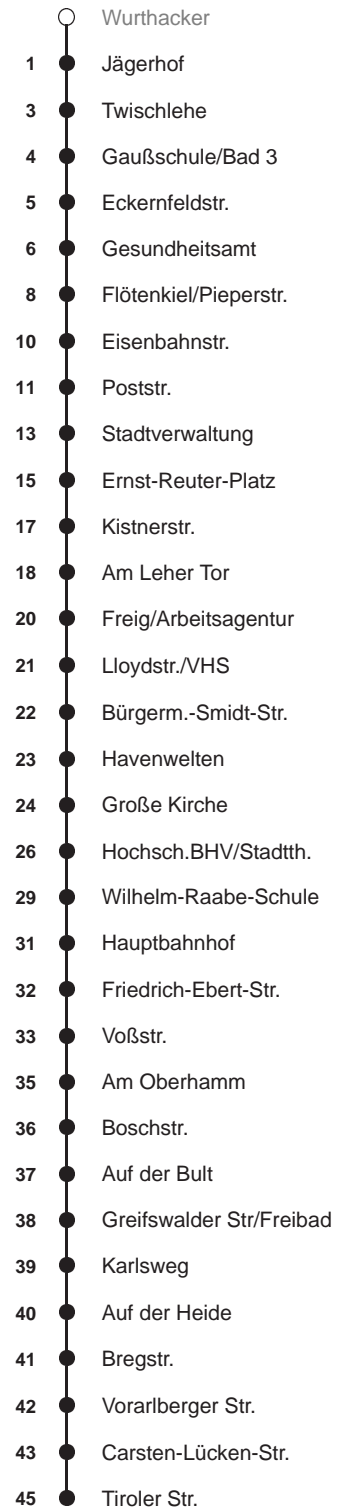 Wurthacker
1 Jägerhof
3 Twischlehe
4 Gaußschule/Bad 3
5 Eckernfeldstr.
6 Gesundheitsamt
8 Flötenkiel/Pieperstr.
10 Eisenbahnstr.
11 Poststr.
13 Stadtverwaltung
15 Ernst-Reuter-Platz
17 Kistnerstr.
18 Am Leher Tor
20 Freig/Arbeitsagentur
21 Lloydstr./VHS
22 Bürgerm.-Smidt-Str.
23 Havenwelten
24 Große Kirche
26 Hochsch.BHV/Stadtth.
29 Wilhelm-Raabe-Schule
31 Hauptbahnhof
32 Friedrich-Ebert-Str.
33 Voßstr.
35 Am Oberhamm
36 Boschstr.
37 Auf der Bult
38 Greifswalder Str/Freibad
39 Karlsweg
40 Auf der Heide
41 Bregstr.
42 Vorarlberger Str.
43 Carsten-Lücken-Str.
45 Tiroler Str.